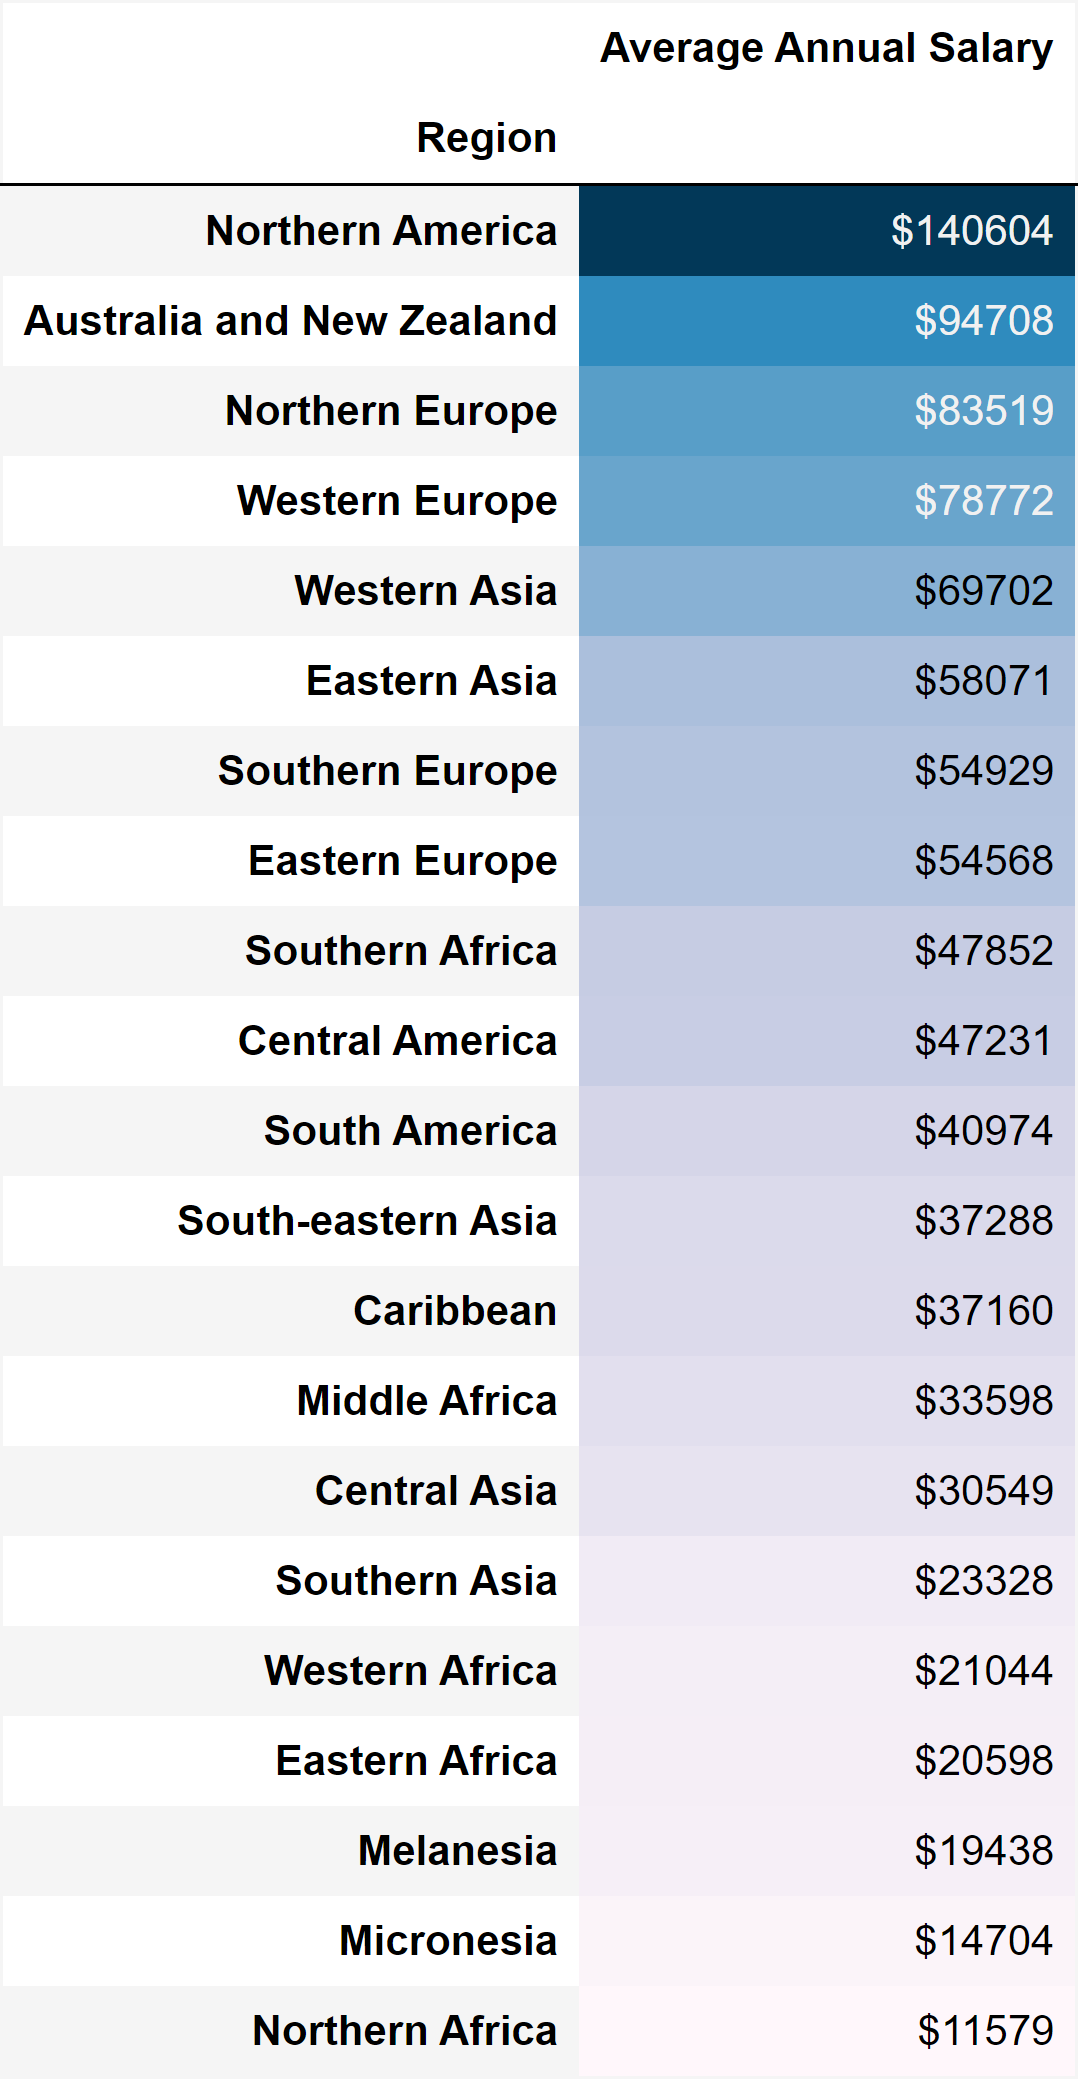 Average Annual Salary
Region
Northern America $140604
Australia and New Zealand $94708
Northern Europe $83519
Western Europe $78772
Western Asia $69702
Eastern Asia $58071
Southern Europe $54929
Eastern Europe $54568
Southern Africa $47852
Central America $47231
South America $40974
South-eastern Asia $37288
Caribbean $37160
Middle Africa $33598
Central Asia $30549
Southern Asia $23328
Western Africa $21044
Eastern Africa $20598
Melanesia $19438
Micronesia $14704
Northern Africa $11579